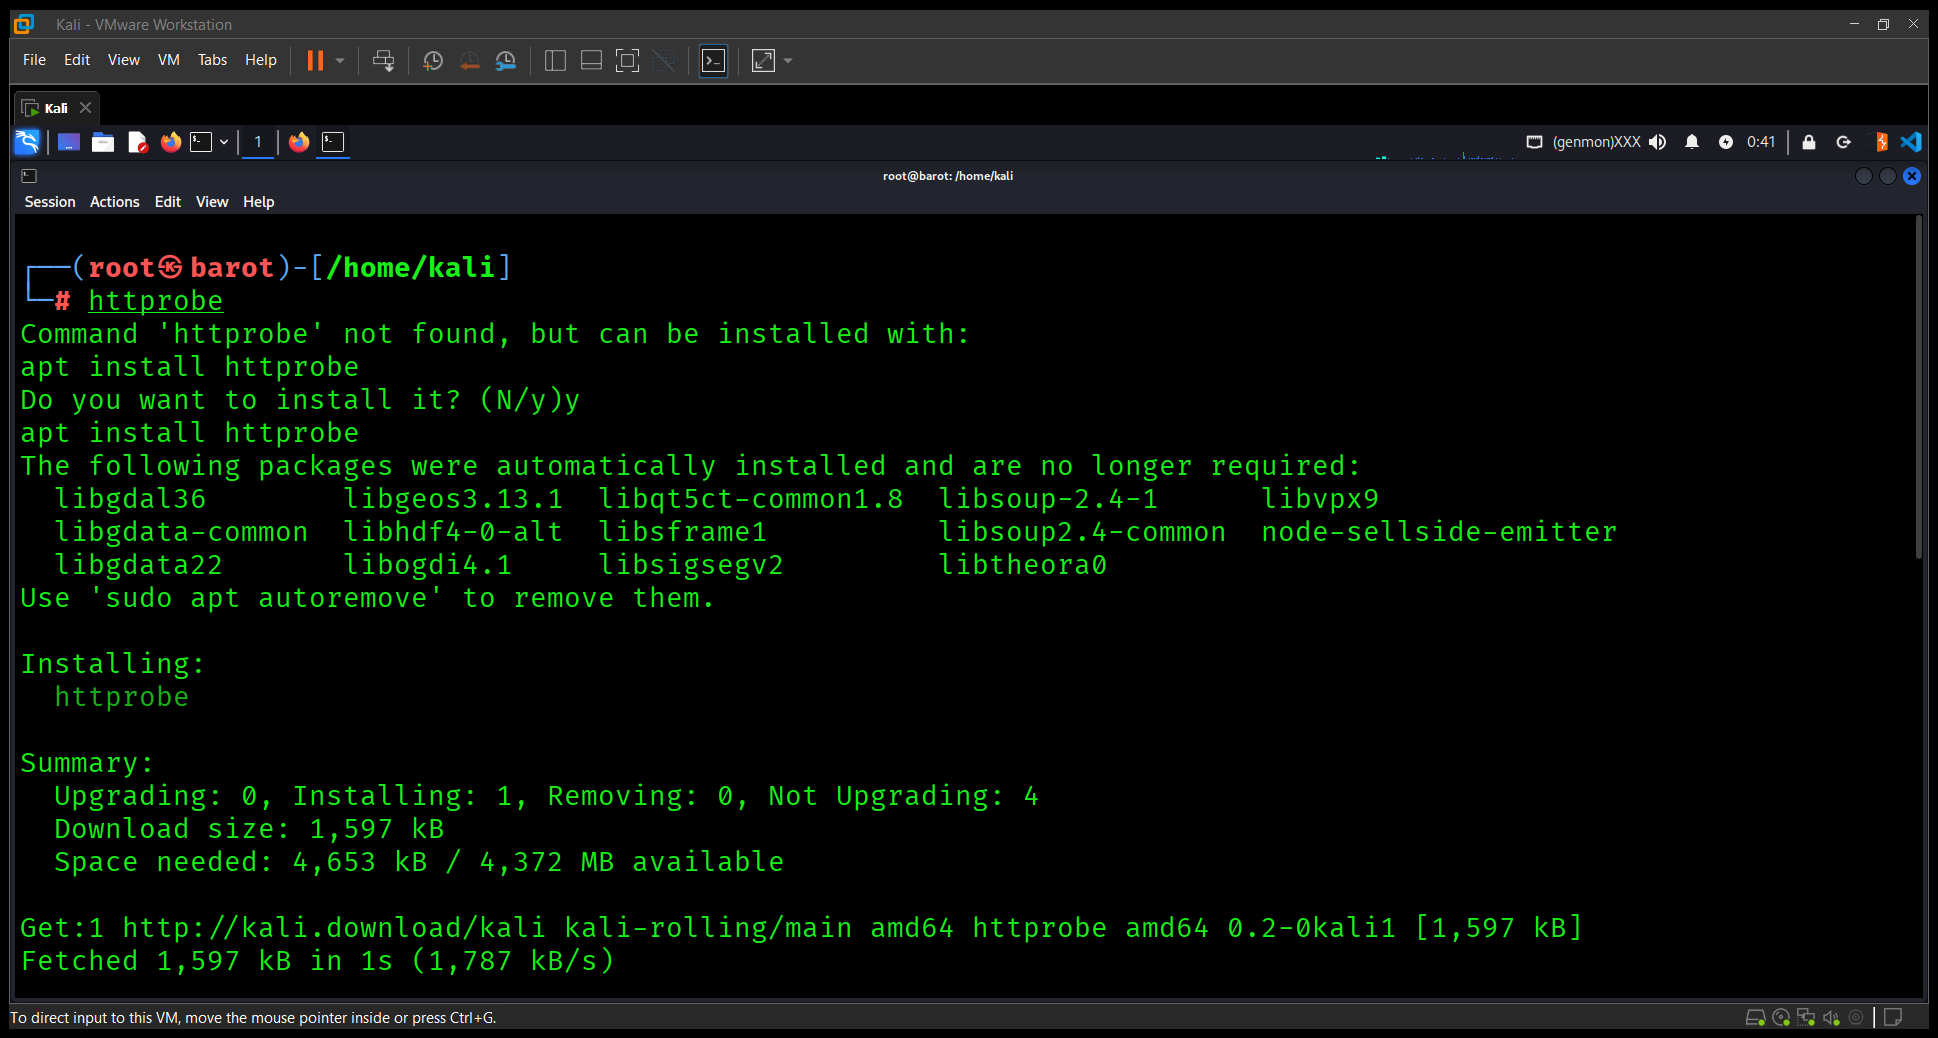 Kali - VMware Workstation
File Edit View VM Tabs Help
Kali
1
(genmon)XXX 0:41
root@barot: /home/kali
Session Actions Edit View Help
┌──(root㉿barot)-[/home/kali]
└─# httprobe
Command 'httprobe' not found, but can be installed with:
apt install httprobe
Do you want to install it? (N/y)y
apt install httprobe
The following packages were automatically installed and are no longer required:
  libgdal36        libgeos3.13.1  libqt5ct-common1.8  libsoup-2.4-1      libvpx9
  libgdata-common  libhdf4-0-alt  libsframe1          libsoup2.4-common  node-sellside-emitter
  libgdata22       libogdi4.1     libsigsegv2         libtheora0
Use 'sudo apt autoremove' to remove them.
Installing:
  httprobe
Summary:
  Upgrading: 0, Installing: 1, Removing: 0, Not Upgrading: 4
  Download size: 1,597 kB
  Space needed: 4,653 kB / 4,372 MB available
Get:1 http://kali.download/kali kali-rolling/main amd64 httprobe amd64 0.2-0kali1 [1,597 kB]
Fetched 1,597 kB in 1s (1,787 kB/s)
To direct input to this VM, move the mouse pointer inside or press Ctrl+G.